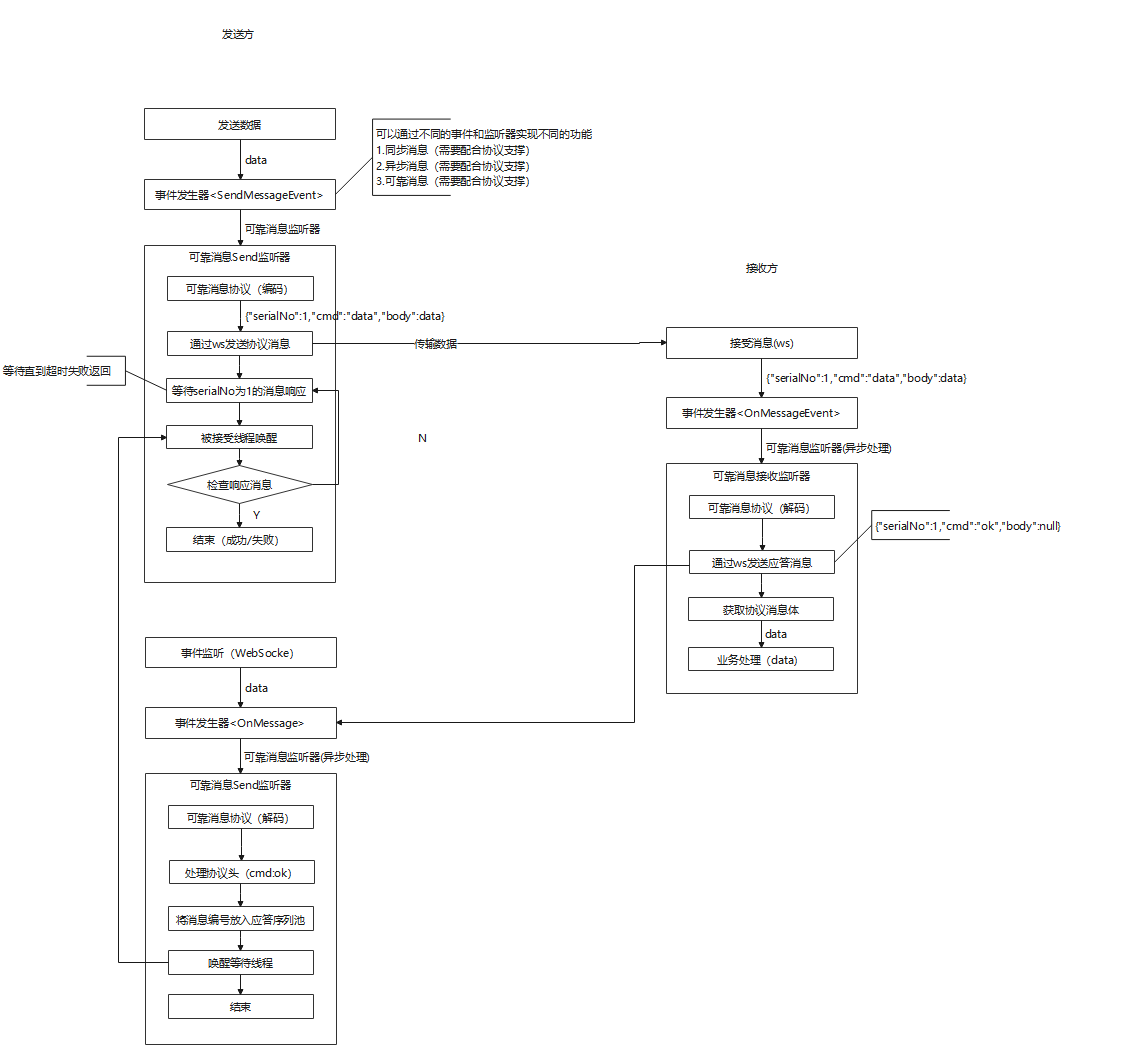 发送方
发送数据
data
事件发生器<SendMessageEvent>
可以通过不同的事件和监听器实现不同的功能
1.同步消息（需要配合协议支撑）
2.异步消息（需要配合协议支撑）
3.可靠消息（需要配合协议支撑）
可靠消息监听器
可靠消息Send监听器
可靠消息协议（编码）
{"serialNo":1,"cmd":"data","body":data}
通过ws发送协议消息
传输数据
等待直到超时失败返回
等待serialNo为1的消息响应
被接受线程唤醒
N
检查响应消息
Y
结束（成功/失败）
接收方
接受消息(ws)
{"serialNo":1,"cmd":"data","body":data}
事件发生器<OnMessageEvent>
可靠消息监听器(异步处理)
可靠消息接收监听器
可靠消息协议（解码）
{"serialNo":1,"cmd":"ok","body":null}
通过ws发送应答消息
获取协议消息体
data
业务处理（data)
事件监听（WebSocke）
data
事件发生器<OnMessage>
可靠消息监听器(异步处理)
可靠消息Send监听器
可靠消息协议（解码）
处理协议头（cmd:ok）
将消息编号放入应答序列池
唤醒等待线程
结束